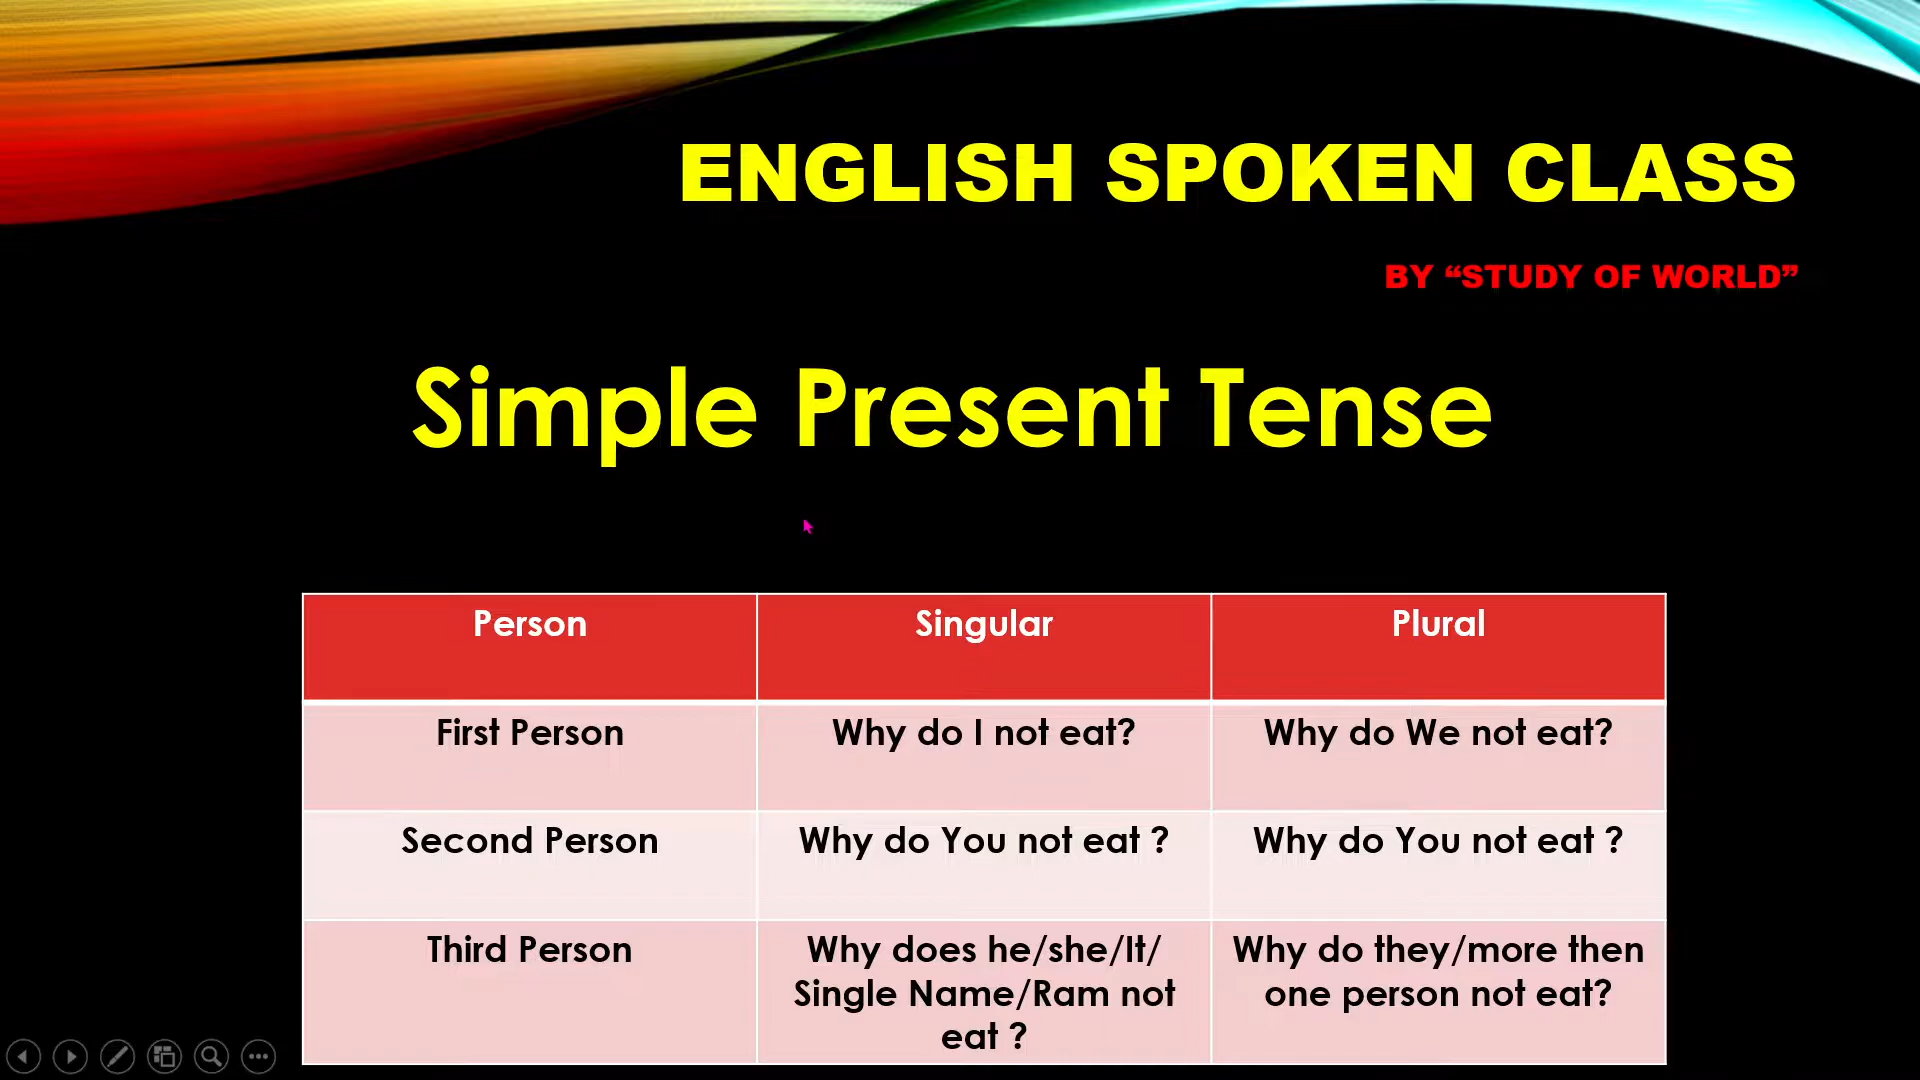 ENGLISH SPOKEN CLASS
BY “STUDY OF WORLD”
Simple Present Tense
Person Singular Plural
First Person Why do I not eat? Why do We not eat?
Second Person Why do You not eat ? Why do You not eat ?
Third Person Why does he/she/It/ Why do they/more then
Single Name/Ram not one person not eat?
eat ?